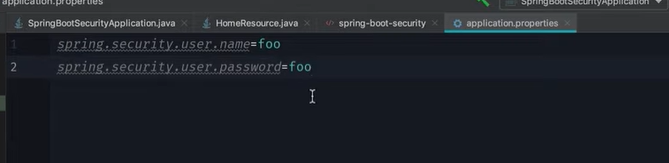 application.properties
SpringBootSecurityApplication
SpringBootSecurityApplication.java
HomeResource.java
spring-boot-security
application.properties
1 spring.security.user.name=foo
2 spring.security.user.password=foo